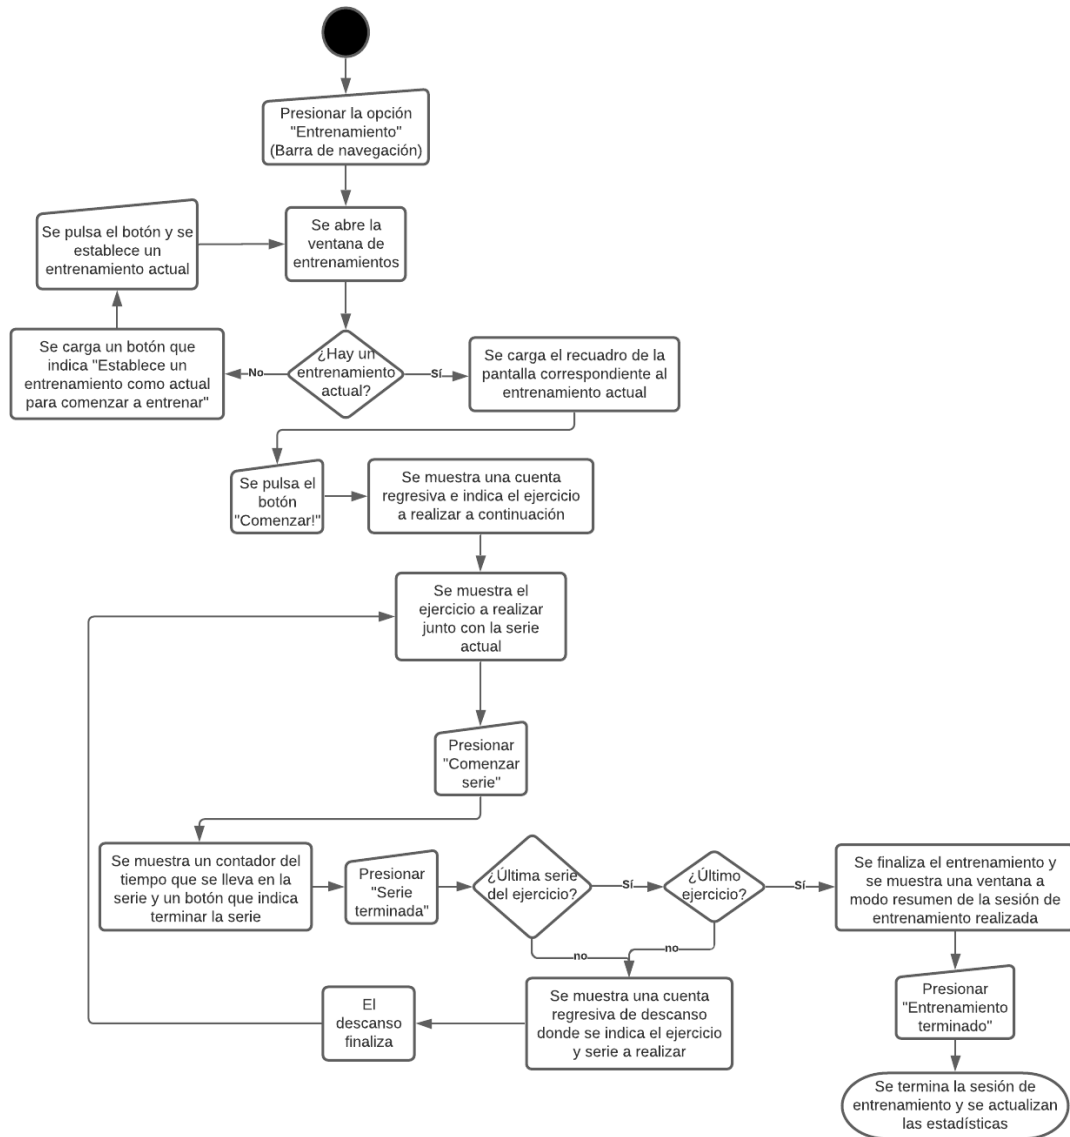 Presionar la opción
"Entrenamiento"
(Barra de navegación)
Se pulsa el botón y se
establece un
entrenamiento actual
Se abre la
ventana de
entrenamientos
Se carga un botón que
indica "Establece un
entrenamiento como actual
para comenzar a entrenar"
No
¿Hay un
entrenamiento
actual?
Sí
Se carga el recuadro de la
pantalla correspondiente al
entrenamiento actual
Se pulsa el
botón
"Comenzar!"
Se muestra una cuenta
regresiva e indica el ejercicio
a realizar a continuación
Se muestra el
ejercicio a realizar
junto con la serie
actual
Presionar
"Comenzar
serie"
Se muestra un contador del
tiempo que se lleva en la
serie y un botón que indica
terminar la serie
Presionar
"Serie
terminada"
¿Última serie
del ejercicio?
Sí
¿Último
ejercicio?
Sí
Se finaliza el entrenamiento y
se muestra una ventana a
modo resumen de la sesión de
entrenamiento realizada
no
no
El
descanso
finaliza
Se muestra una cuenta
regresiva de descanso
donde se indica el ejercicio
y serie a realizar
Presionar
"Entrenamiento
terminado"
Se termina la sesión de
entrenamiento y se actualizan
las estadísticas